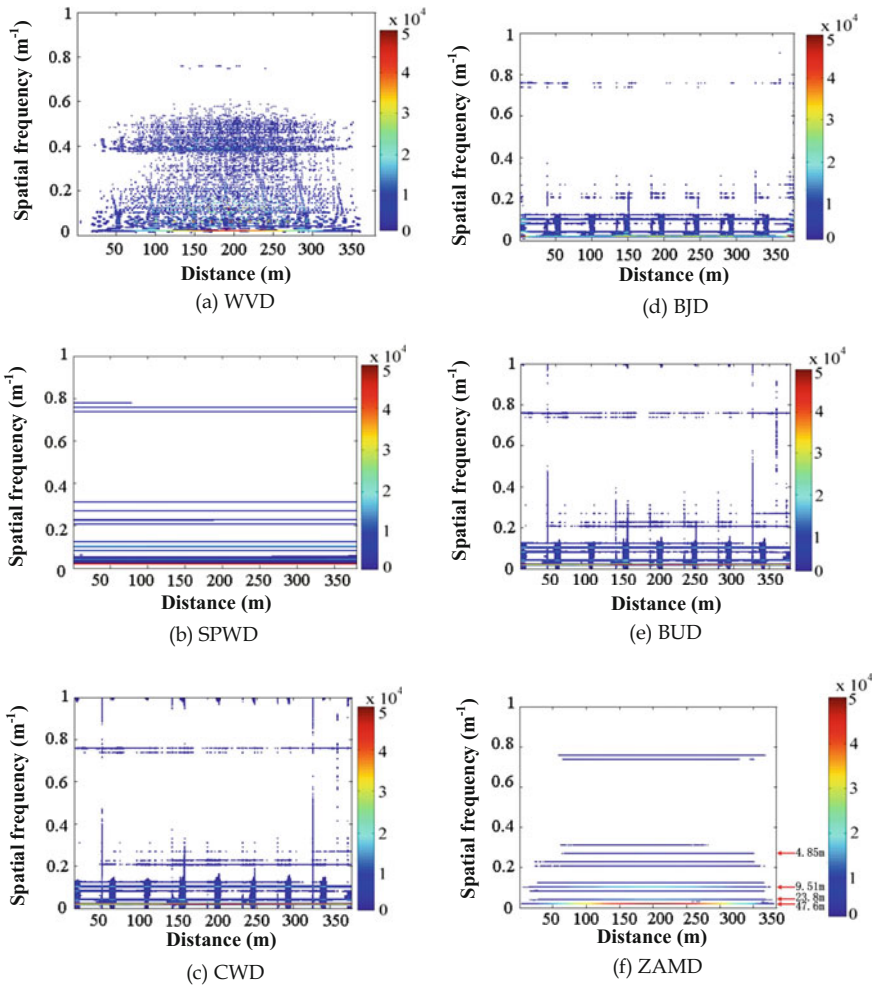 x 10⁴
Spatial frequency (m⁻¹)
1
0.8
0.6
0.4
0.2
0
50 100 150 200 250 300 350
5
4
3
2
1
0
Distance (m)
(a) WVD
x 10⁴
Spatial frequency (m⁻¹)
1
0.8
0.6
0.4
0.2
0
50 100 150 200 250 300 350
5
4
3
2
1
0
Distance (m)
(d) BJD
x 10⁴
Spatial frequency (m⁻¹)
1
0.8
0.6
0.4
0.2
0
50 100 150 200 250 300 350
5
4
3
2
1
0
Distance (m)
(b) SPWD
x 10⁴
Spatial frequency (m⁻¹)
1
0.8
0.6
0.4
0.2
0
50 100 150 200 250 300 350
5
4
3
2
1
0
Distance (m)
(e) BUD
x 10⁴
Spatial frequency (m⁻¹)
1
0.8
0.6
0.4
0.2
0
50 100 150 200 250 300 350
5
4
3
2
1
0
Distance (m)
(c) CWD
x 10⁴
Spatial frequency (m⁻¹)
1
0.8
0.6
0.4
0.2
0
50 100 150 200 250 300 350
4.85m
9.51m
23.8m
47.6m
5
4
3
2
1
0
Distance (m)
(f) ZAMD